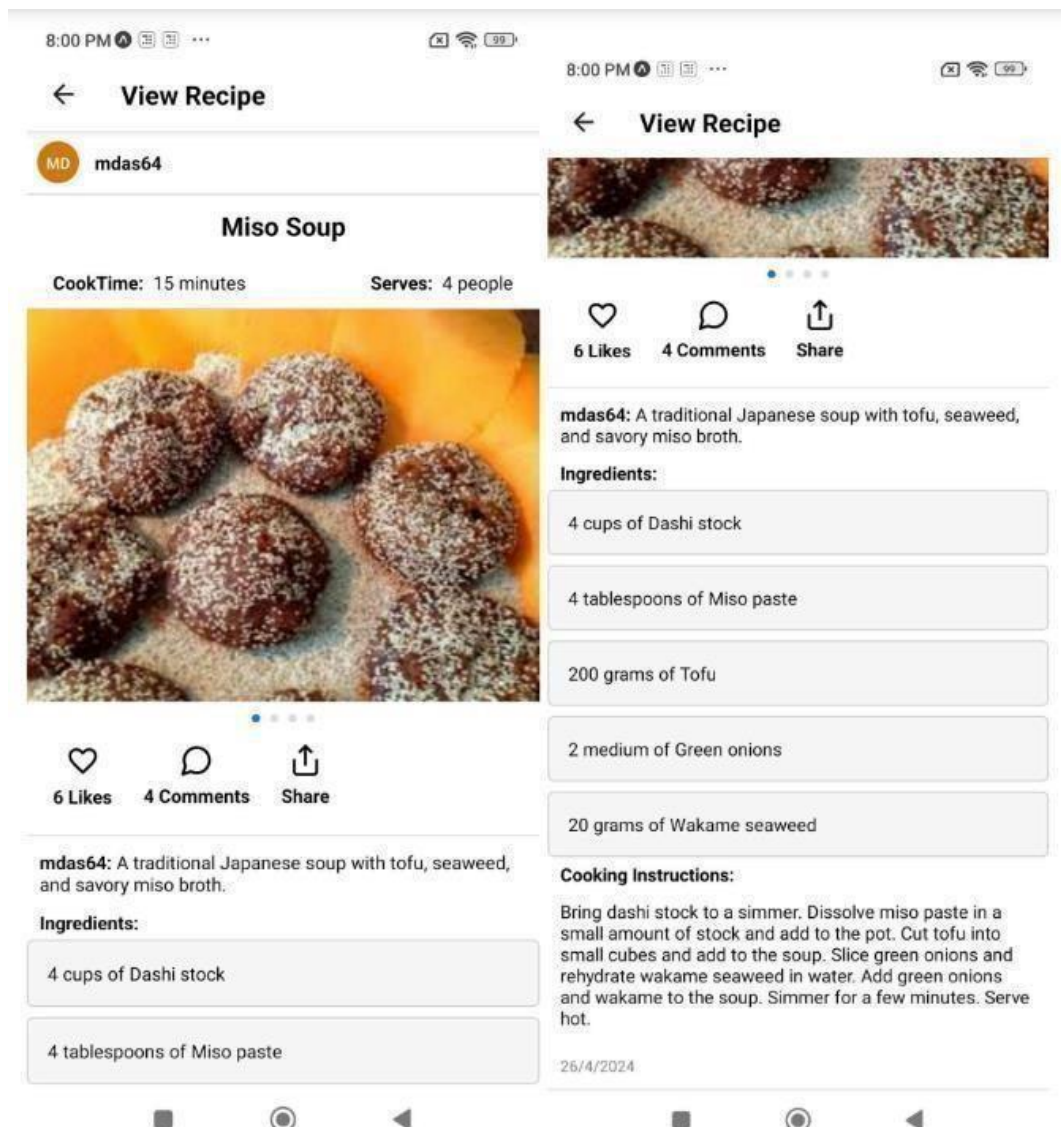 8:00 PM
99
View Recipe
MD
mdas64
Miso Soup
CookTime: 15 minutes
Serves: 4 people
6 Likes
4 Comments
Share
mdas64: A traditional Japanese soup with tofu, seaweed,
and savory miso broth.
Ingredients:
4 cups of Dashi stock
4 tablespoons of Miso paste
8:00 PM
99
View Recipe
6 Likes
4 Comments
Share
mdas64: A traditional Japanese soup with tofu, seaweed,
and savory miso broth.
Ingredients:
4 cups of Dashi stock
4 tablespoons of Miso paste
200 grams of Tofu
2 medium of Green onions
20 grams of Wakame seaweed
Cooking Instructions:
Bring dashi stock to a simmer. Dissolve miso paste in a
small amount of stock and add to the pot. Cut tofu into
small cubes and add to the soup. Slice green onions and
rehydrate wakame seaweed in water. Add green onions
and wakame to the soup. Simmer for a few minutes. Serve
hot.
26/4/2024